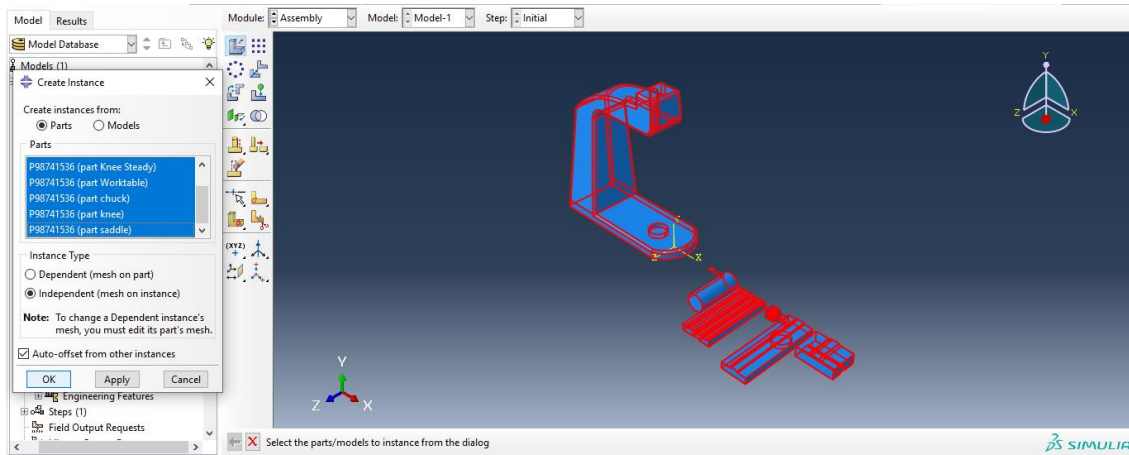 Model Results
Module: Assembly Model: Model-1 Step: Initial
Model Database
Models (1)
Create Instance
Create instances from:
Parts Models
Parts
P98741536 (part Knee Steady)
P98741536 (part Worktable)
P98741536 (part chuck)
P98741536 (part knee)
P98741536 (part saddle)
Instance Type
Dependent (mesh on part)
Independent (mesh on instance)
Note: To change a Dependent instance's
mesh, you must edit its part's mesh.
Auto-offset from other instances
OK Apply Cancel
Engineering Features
Steps (1)
Field Output Requests
(XYZ)
Y
Z X
Y
Z X
Y
Z X
Select the parts/models to instance from the dialog
SIMULIA